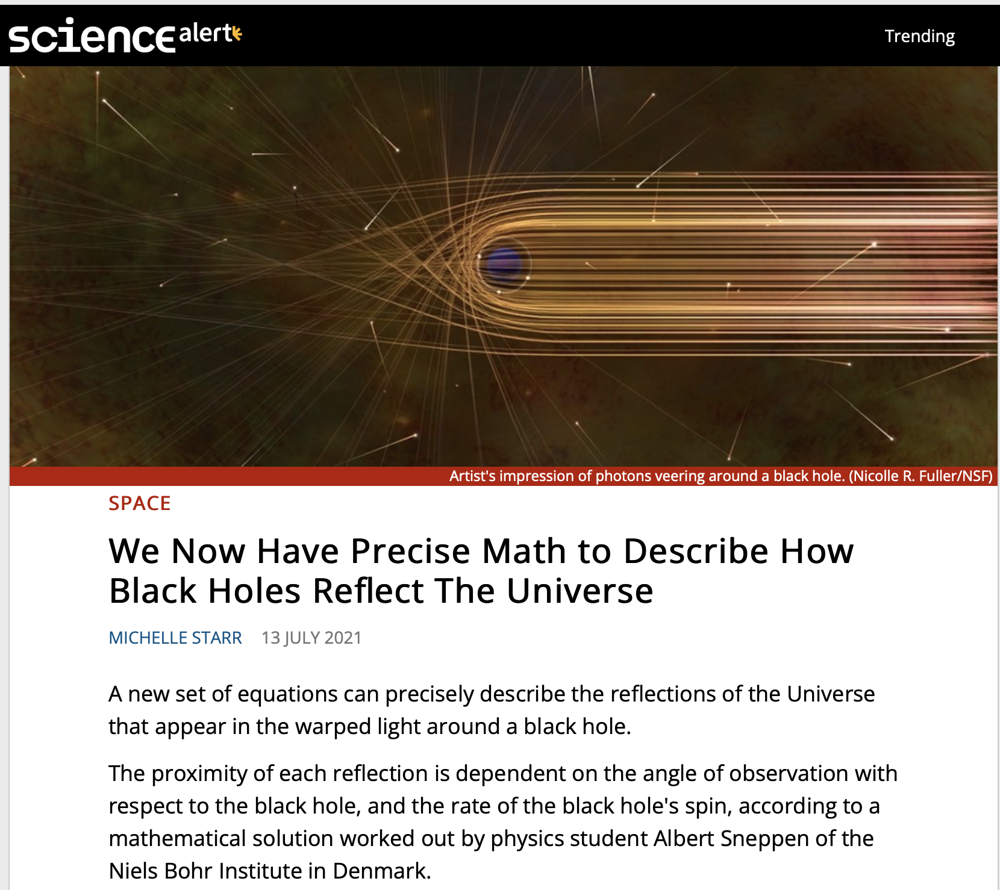 science alert
Trending
Artist's impression of photons veering around a black hole. (Nicolle R. Fuller/NSF)
SPACE
We Now Have Precise Math to Describe How
Black Holes Reflect The Universe
MICHELLE STARR 13 JULY 2021
A new set of equations can precisely describe the reflections of the Universe
that appear in the warped light around a black hole.
The proximity of each reflection is dependent on the angle of observation with
respect to the black hole, and the rate of the black hole's spin, according to a
mathematical solution worked out by physics student Albert Sneppen of the
Niels Bohr Institute in Denmark.